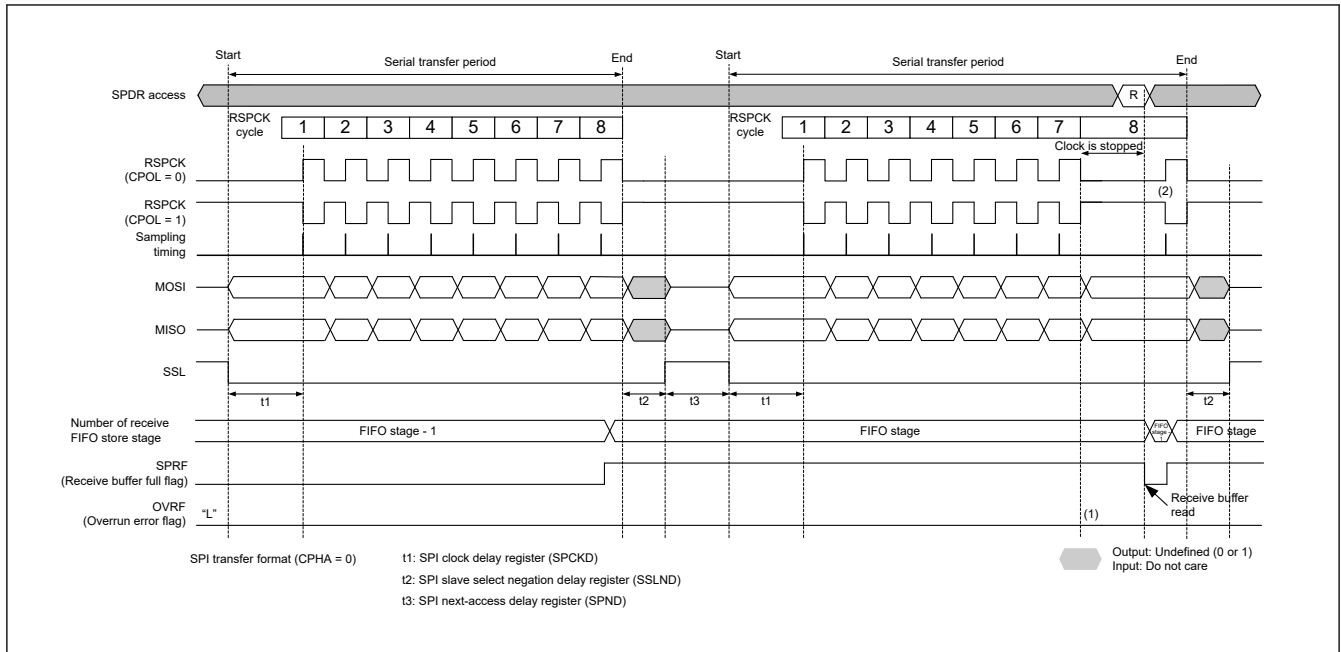 Start
Serial transfer period
End
Start
Serial transfer period
End
SPDR access
R
RSPCK
cycle
1 2 3 4 5 6 7 8
RSPCK
cycle
1 2 3 4 5 6 7 8
Clock is stopped
RSPCK
(CPOL = 0)
(2)
RSPCK
(CPOL = 1)
Sampling
timing
MOSI
MISO
SSL
t1
t2
t3
t1
t2
Number of receive
FIFO store stage
FIFO stage - 1
FIFO stage
FIFO
stage -
FIFO stage
SPRF
(Receive buffer full flag)
Receive buffer
read
OVRF
(Overrun error flag)
“L”
(1)
SPI transfer format (CPHA = 0)
t1: SPI clock delay register (SPCKD)
t2: SPI slave select negation delay register (SSLND)
t3: SPI next-access delay register (SPND)
Output: Undefined (0 or 1)
Input: Do not care